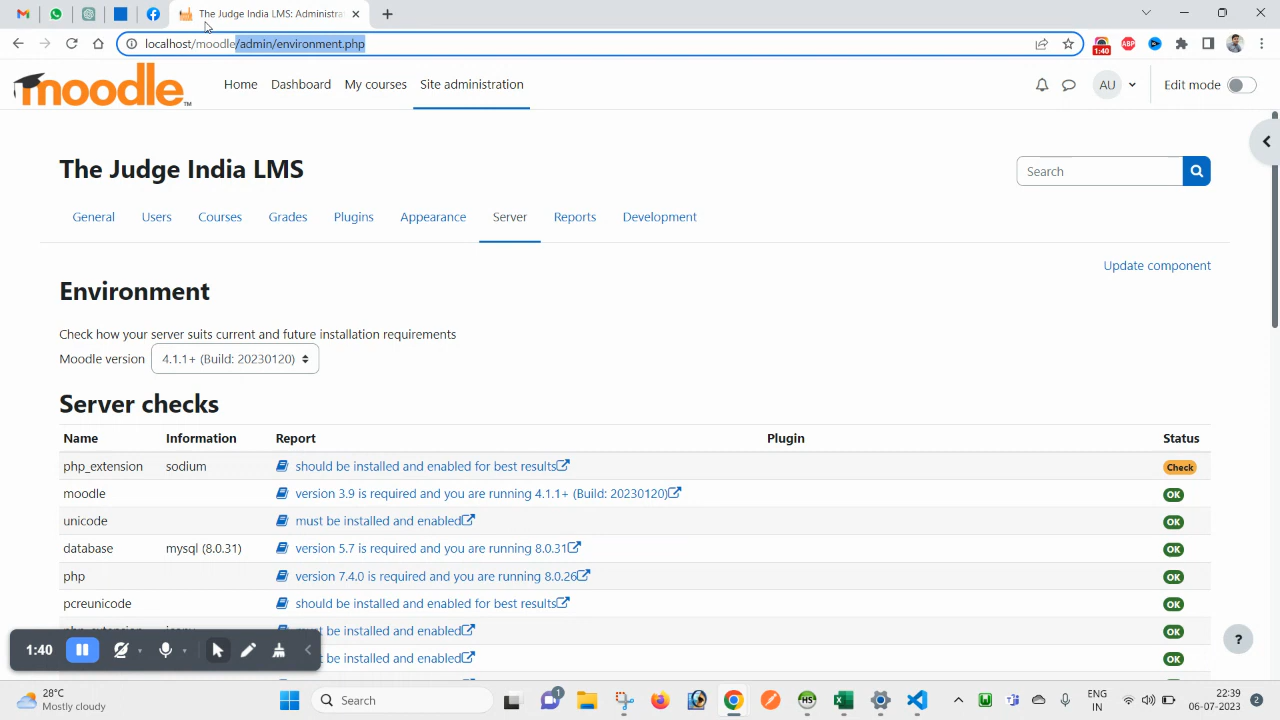 The Judge India LMS: Administra
localhost/moodle/admin/environment.php
1:40
ABP
moodle™
Home Dashboard My courses Site administration
AU
Edit mode
The Judge India LMS
Search
General Users Courses Grades Plugins Appearance Server Reports Development
Update component
Environment
Check how your server suits current and future installation requirements
Moodle version 4.1.1+ (Build: 20230120)
Server checks
Name Information Report Plugin Status
php_extension sodium should be installed and enabled for best results Check
moodle version 3.9 is required and you are running 4.1.1+ (Build: 20230120) OK
unicode must be installed and enabled OK
database mysql (8.0.31) version 5.7 is required and you are running 8.0.31 OK
php version 7.4.0 is required and you are running 8.0.26 OK
pcreunicode should be installed and enabled for best results OK
be installed and enabled OK
be installed and enabled OK
1:40
?
28°C
Mostly cloudy
Search
1
HS
ENG
IN
22:39
06-07-2023
2